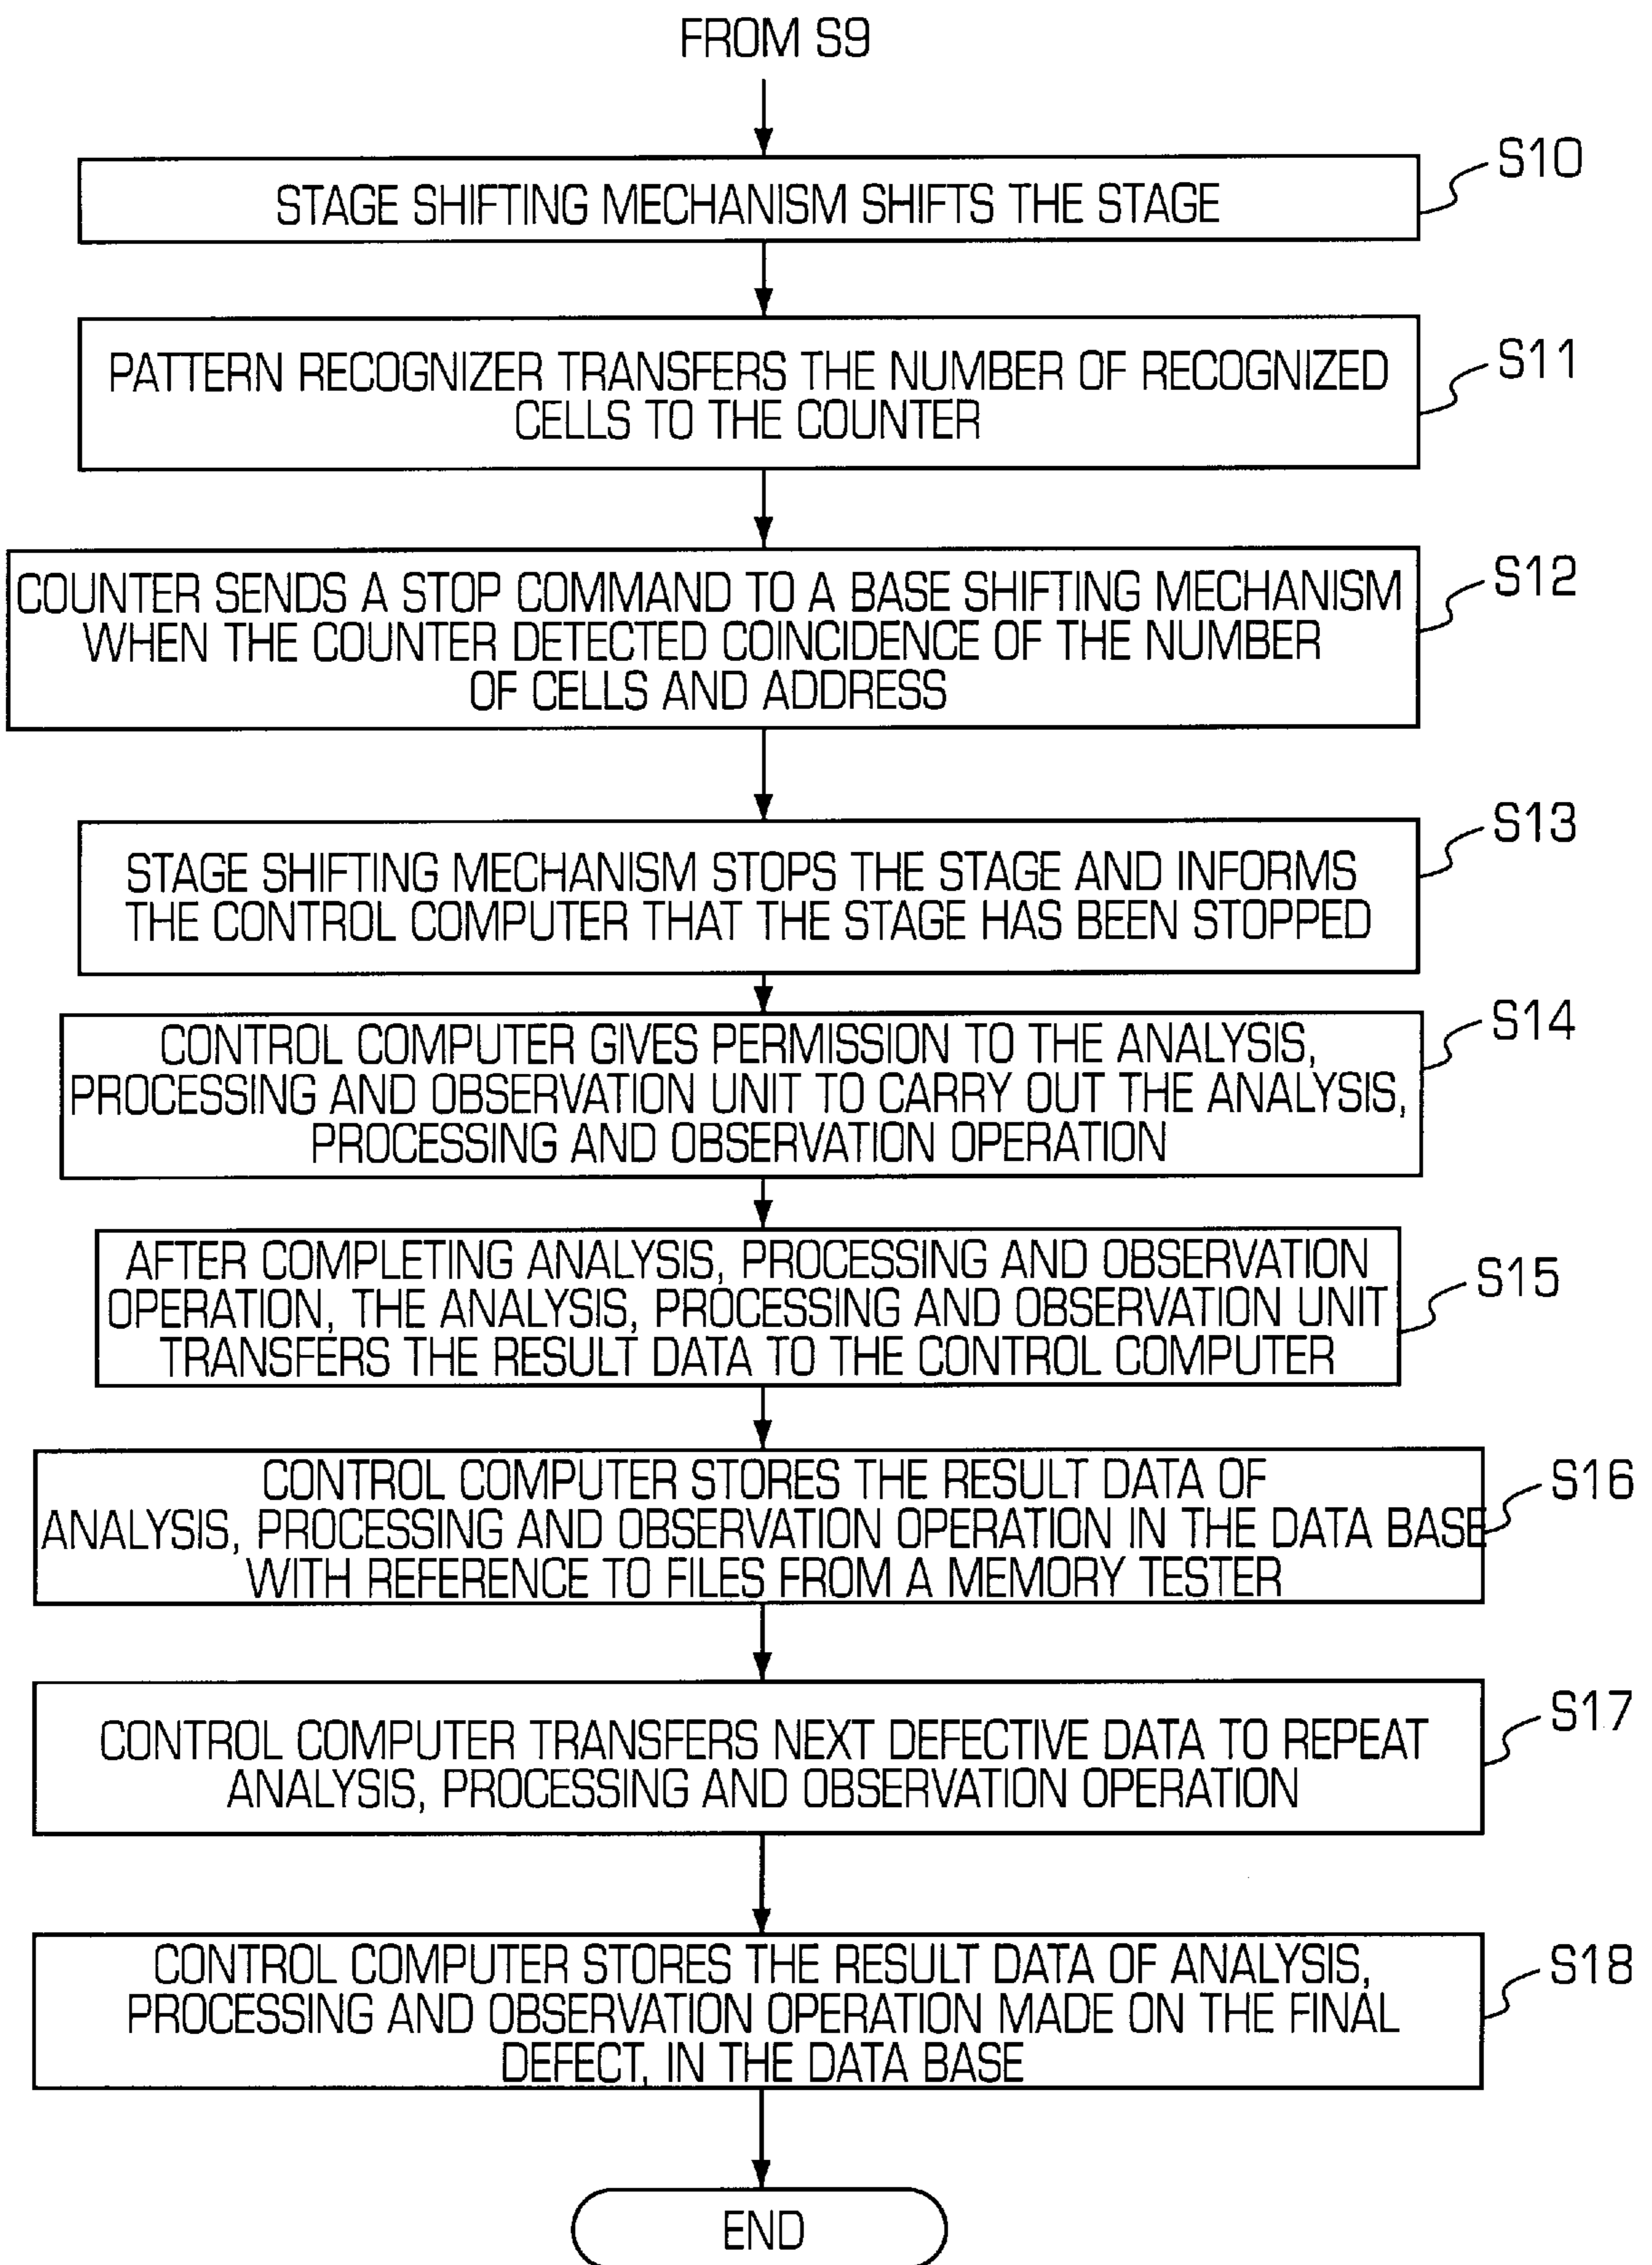 FROM S9
STAGE SHIFTING MECHANISM SHIFTS THE STAGE
S10
PATTERN RECOGNIZER TRANSFERS THE NUMBER OF RECOGNIZED
CELLS TO THE COUNTER
S11
COUNTER SENDS A STOP COMMAND TO A BASE SHIFTING MECHANISM
WHEN THE COUNTER DETECTED COINCIDENCE OF THE NUMBER
OF CELLS AND ADDRESS
S12
STAGE SHIFTING MECHANISM STOPS THE STAGE AND INFORMS
THE CONTROL COMPUTER THAT THE STAGE HAS BEEN STOPPED
S13
CONTROL COMPUTER GIVES PERMISSION TO THE ANALYSIS,
PROCESSING AND OBSERVATION UNIT TO CARRY OUT THE ANALYSIS,
PROCESSING AND OBSERVATION OPERATION
S14
AFTER COMPLETING ANALYSIS, PROCESSING AND OBSERVATION
OPERATION, THE ANALYSIS, PROCESSING AND OBSERVATION UNIT
TRANSFERS THE RESULT DATA TO THE CONTROL COMPUTER
S15
CONTROL COMPUTER STORES THE RESULT DATA OF
ANALYSIS, PROCESSING AND OBSERVATION OPERATION IN THE DATA BASE
WITH REFERENCE TO FILES FROM A MEMORY TESTER
S16
CONTROL COMPUTER TRANSFERS NEXT DEFECTIVE DATA TO REPEAT
ANALYSIS, PROCESSING AND OBSERVATION OPERATION
S17
CONTROL COMPUTER STORES THE RESULT DATA OF ANALYSIS,
PROCESSING AND OBSERVATION OPERATION MADE ON THE FINAL
DEFECT, IN THE DATA BASE
S18
END